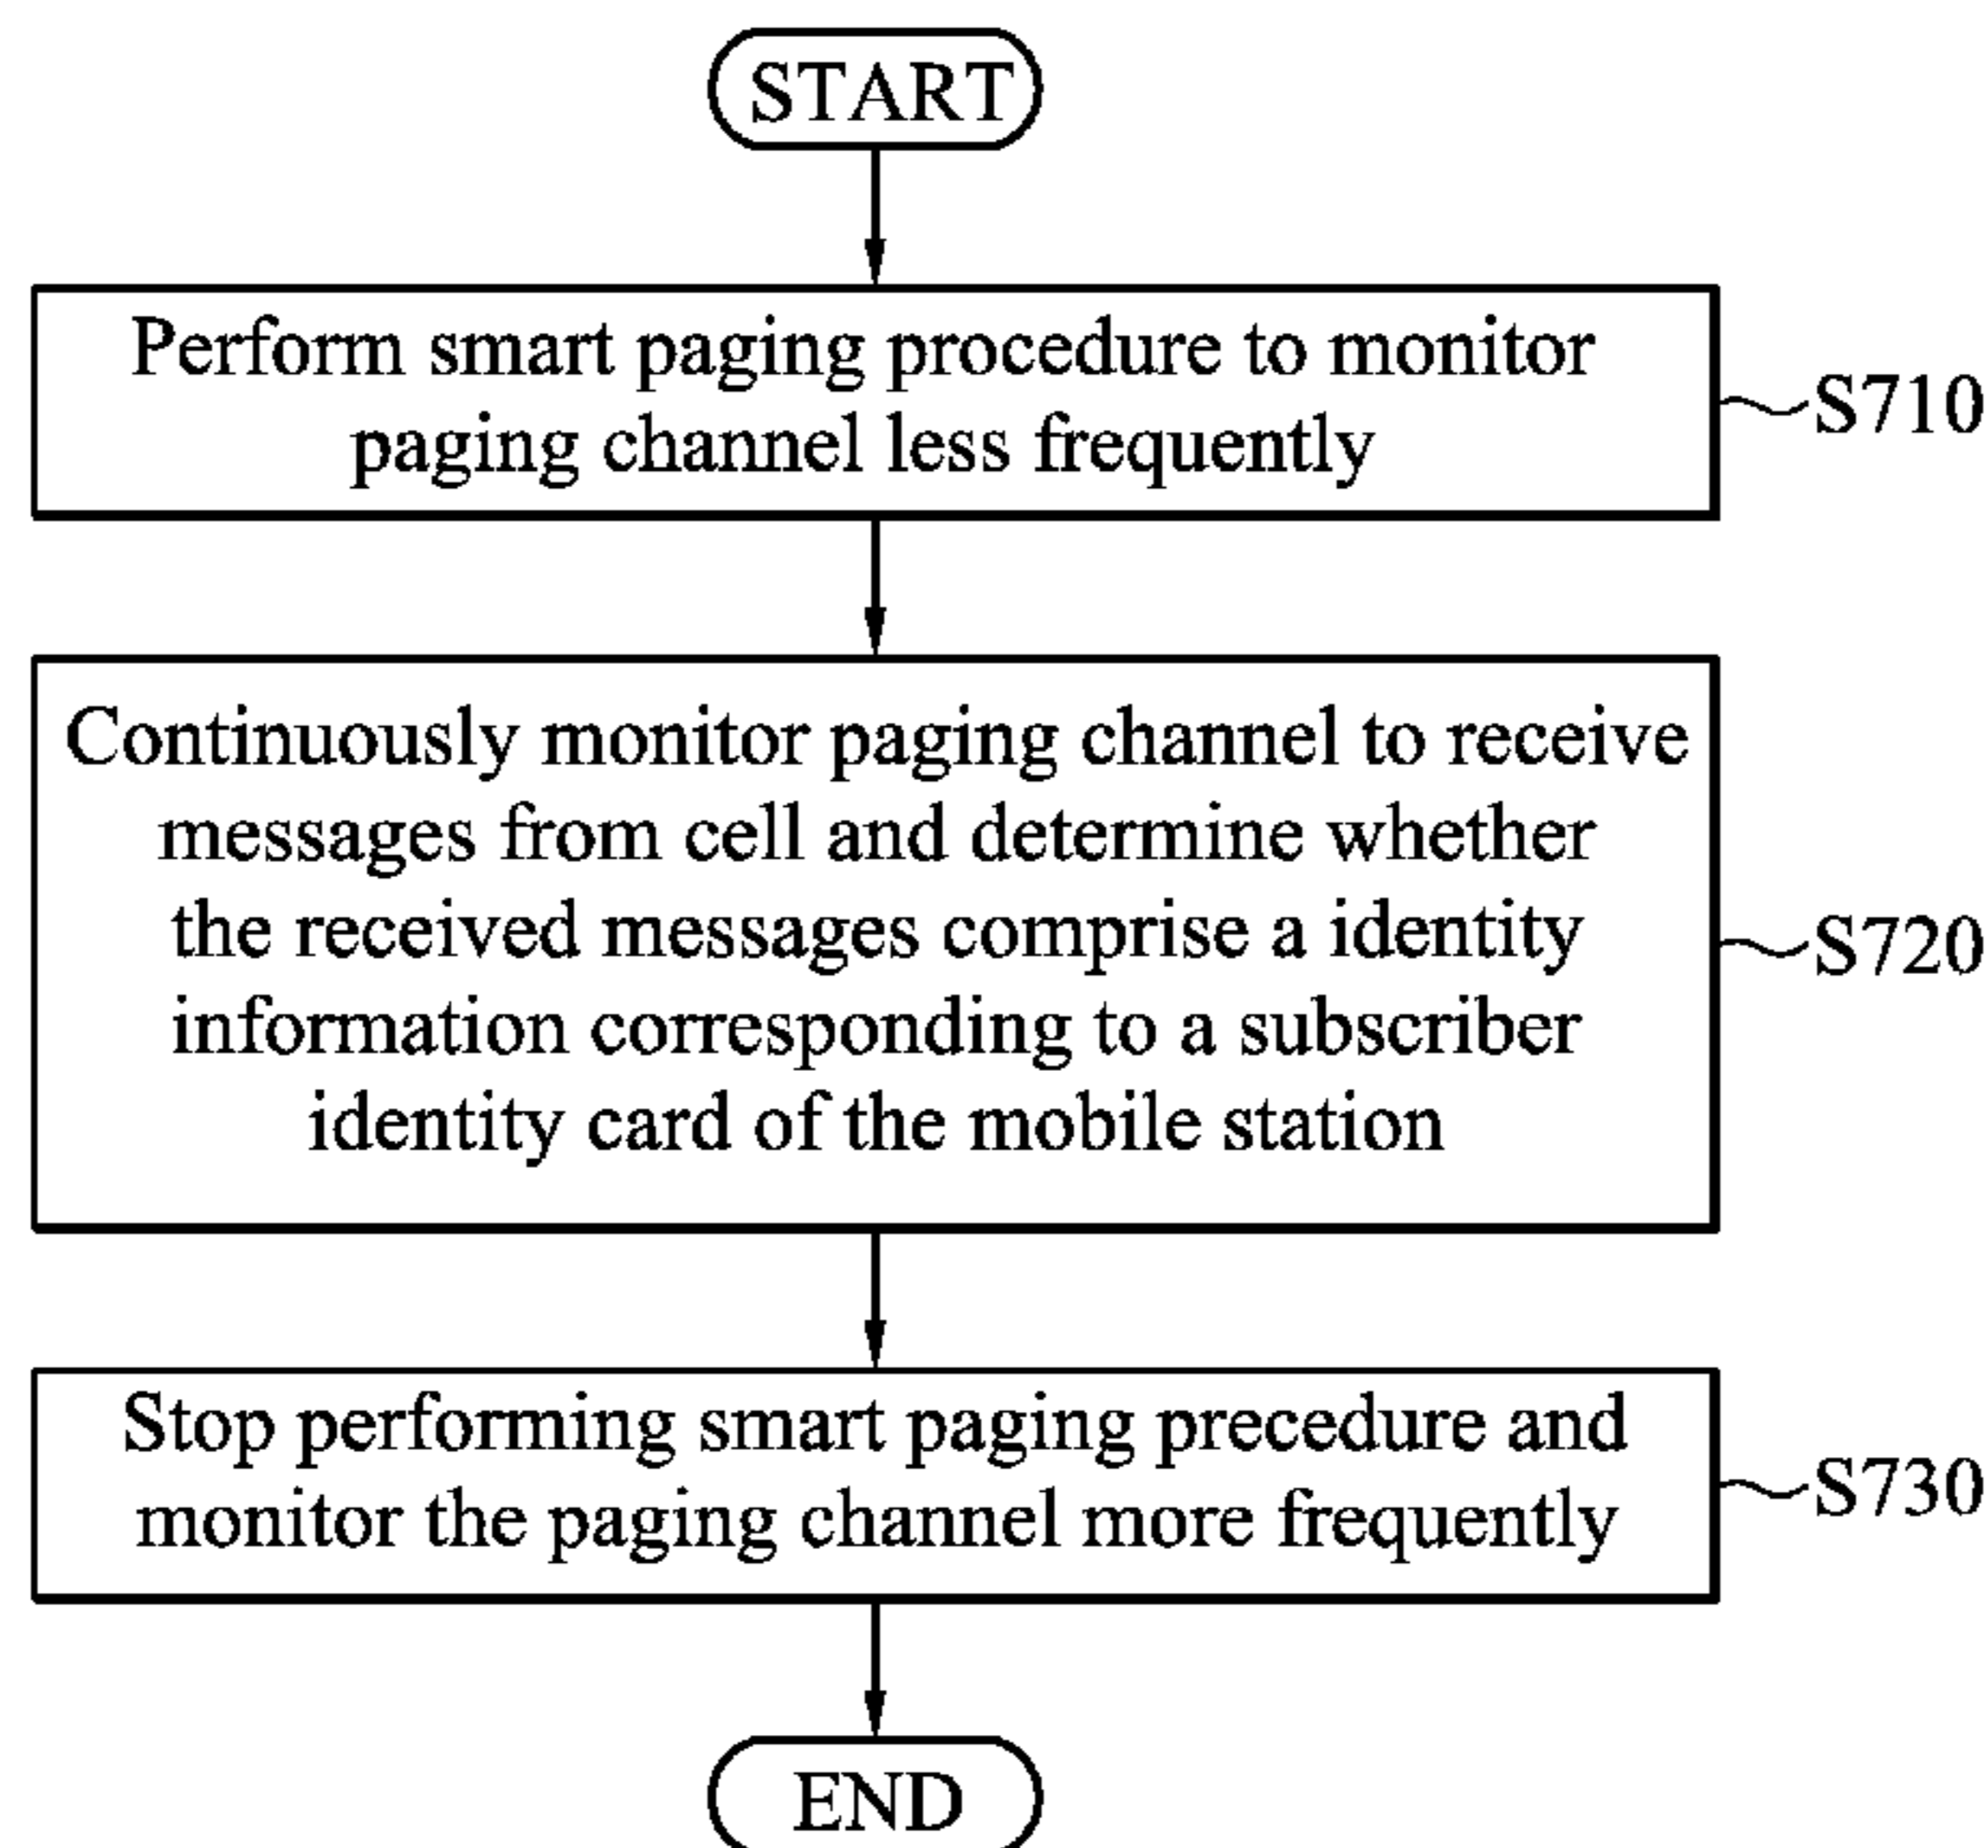 START
Perform smart paging procedure to monitor
paging channel less frequently
S710
Continuously monitor paging channel to receive
messages from cell and determine whether
the received messages comprise a identity
information corresponding to a subscriber
identity card of the mobile station
S720
Stop performing smart paging precedure and
monitor the paging channel more frequently
S730
END